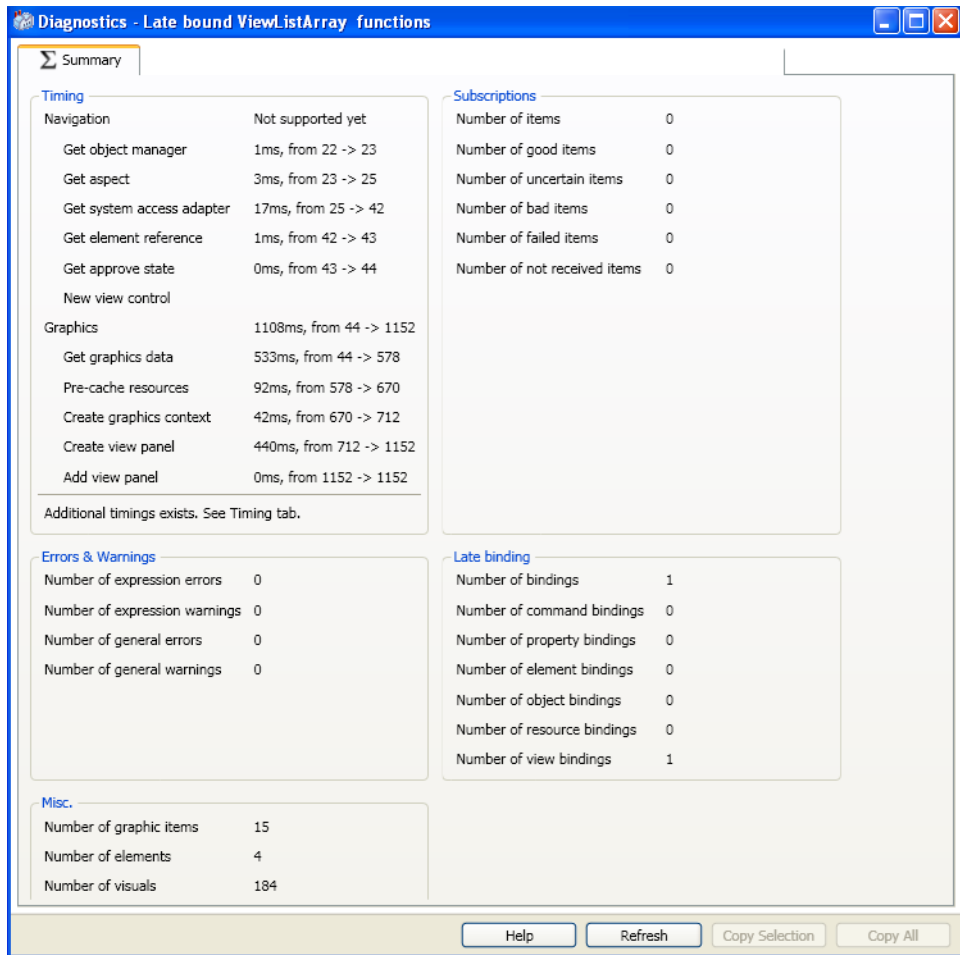 Diagnostics - Late bound ViewListArray functions
Σ Summary
Timing
Navigation Not supported yet
Get object manager 1ms, from 22 -> 23
Get aspect 3ms, from 23 -> 25
Get system access adapter 17ms, from 25 -> 42
Get element reference 1ms, from 42 -> 43
Get approve state 0ms, from 43 -> 44
New view control
Graphics 1108ms, from 44 -> 1152
Get graphics data 533ms, from 44 -> 578
Pre-cache resources 92ms, from 578 -> 670
Create graphics context 42ms, from 670 -> 712
Create view panel 440ms, from 712 -> 1152
Add view panel 0ms, from 1152 -> 1152
Additional timings exists. See Timing tab.
Subscriptions
Number of items 0
Number of good items 0
Number of uncertain items 0
Number of bad items 0
Number of failed items 0
Number of not received items 0
Errors & Warnings
Number of expression errors 0
Number of expression warnings 0
Number of general errors 0
Number of general warnings 0
Late binding
Number of bindings 1
Number of command bindings 0
Number of property bindings 0
Number of element bindings 0
Number of object bindings 0
Number of resource bindings 0
Number of view bindings 1
Misc.
Number of graphic items 15
Number of elements 4
Number of visuals 184
Help Refresh Copy Selection Copy All